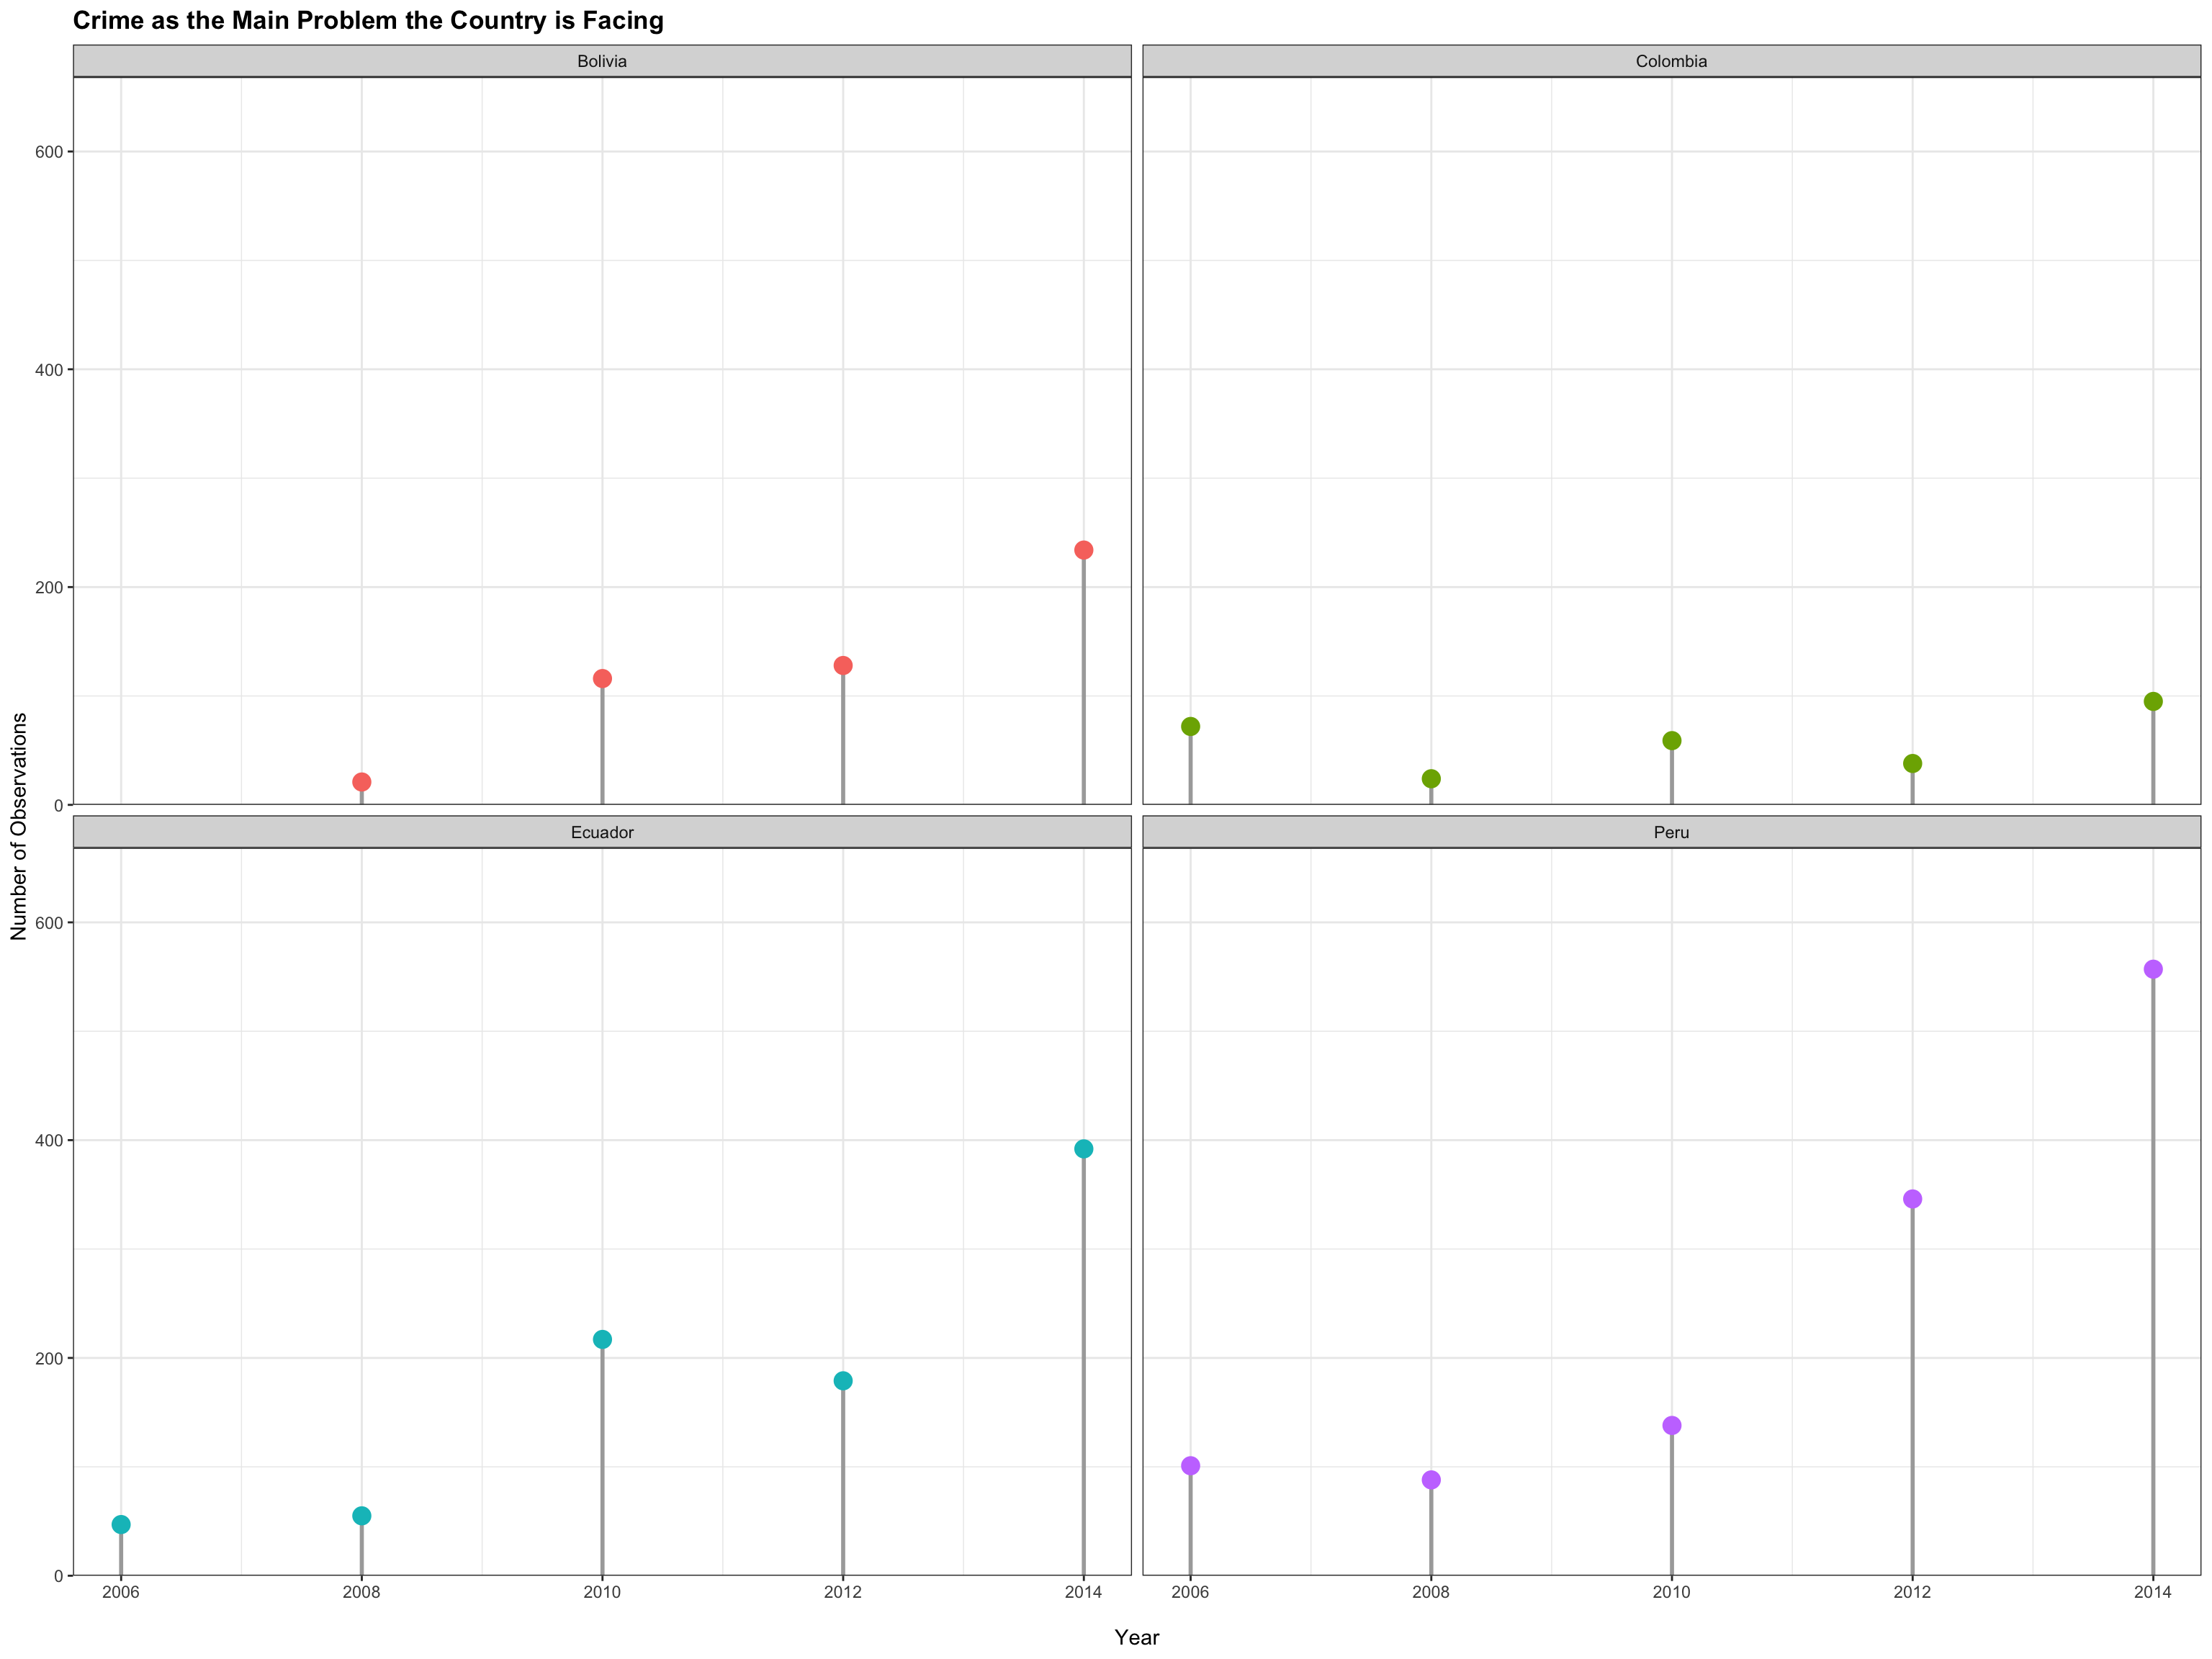 Crime as the Main Problem the Country is Facing
Bolivia
Colombia
600
400
200
0
Number of Observations
Ecuador
Peru
600
400
200
0
2006 2008 2010 2012 2014 2006 2008 2010 2012 2014
Year